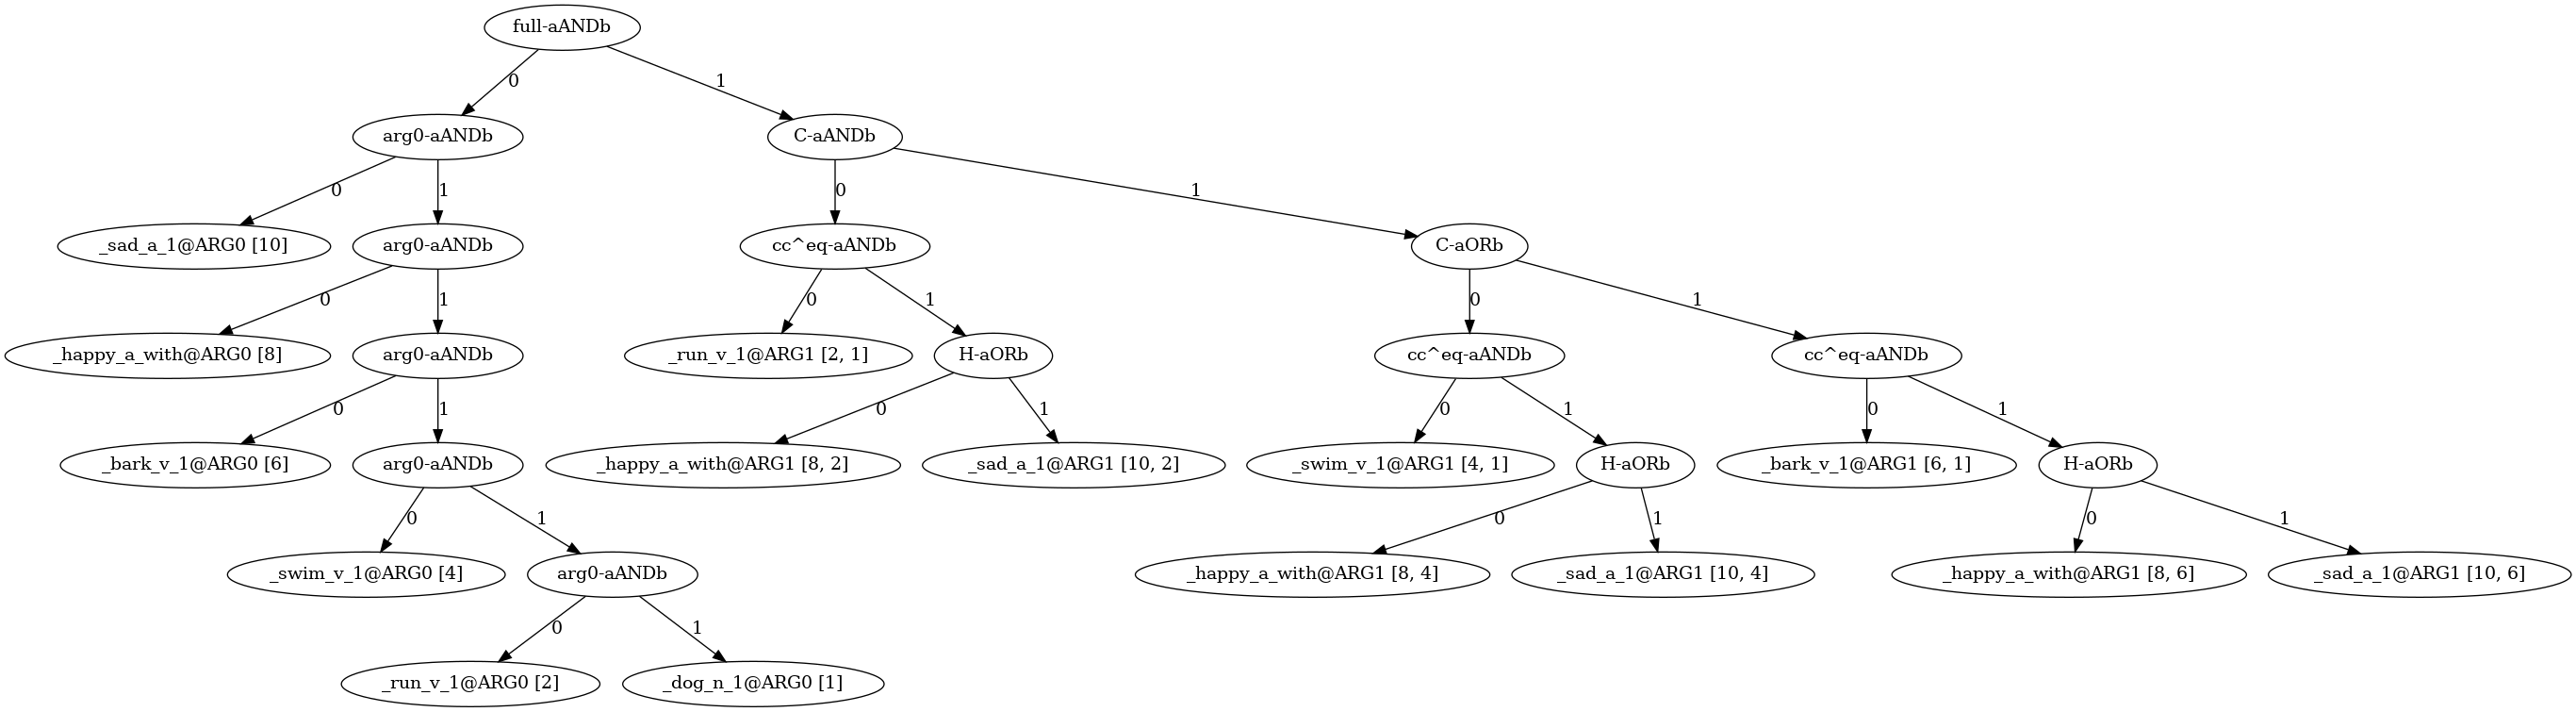 full-aANDb
0 1
arg0-aANDb C-aANDb
0 1 0 1
_sad_a_1@ARG0 [10] arg0-aANDb cc^eq-aANDb C-aORb
0 1 0 1 0 1
_happy_a_with@ARG0 [8] arg0-aANDb _run_v_1@ARG1 [2, 1] H-aORb cc^eq-aANDb cc^eq-aANDb
0 1 0 1 0 1 0 1
_bark_v_1@ARG0 [6] arg0-aANDb _happy_a_with@ARG1 [8, 2] _sad_a_1@ARG1 [10, 2] _swim_v_1@ARG1 [4, 1] H-aORb _bark_v_1@ARG1 [6, 1] H-aORb
0 1 0 1 0 1
_swim_v_1@ARG0 [4] arg0-aANDb _happy_a_with@ARG1 [8, 4] _sad_a_1@ARG1 [10, 4] _happy_a_with@ARG1 [8, 6] _sad_a_1@ARG1 [10, 6]
0 1
_run_v_1@ARG0 [2] _dog_n_1@ARG0 [1]